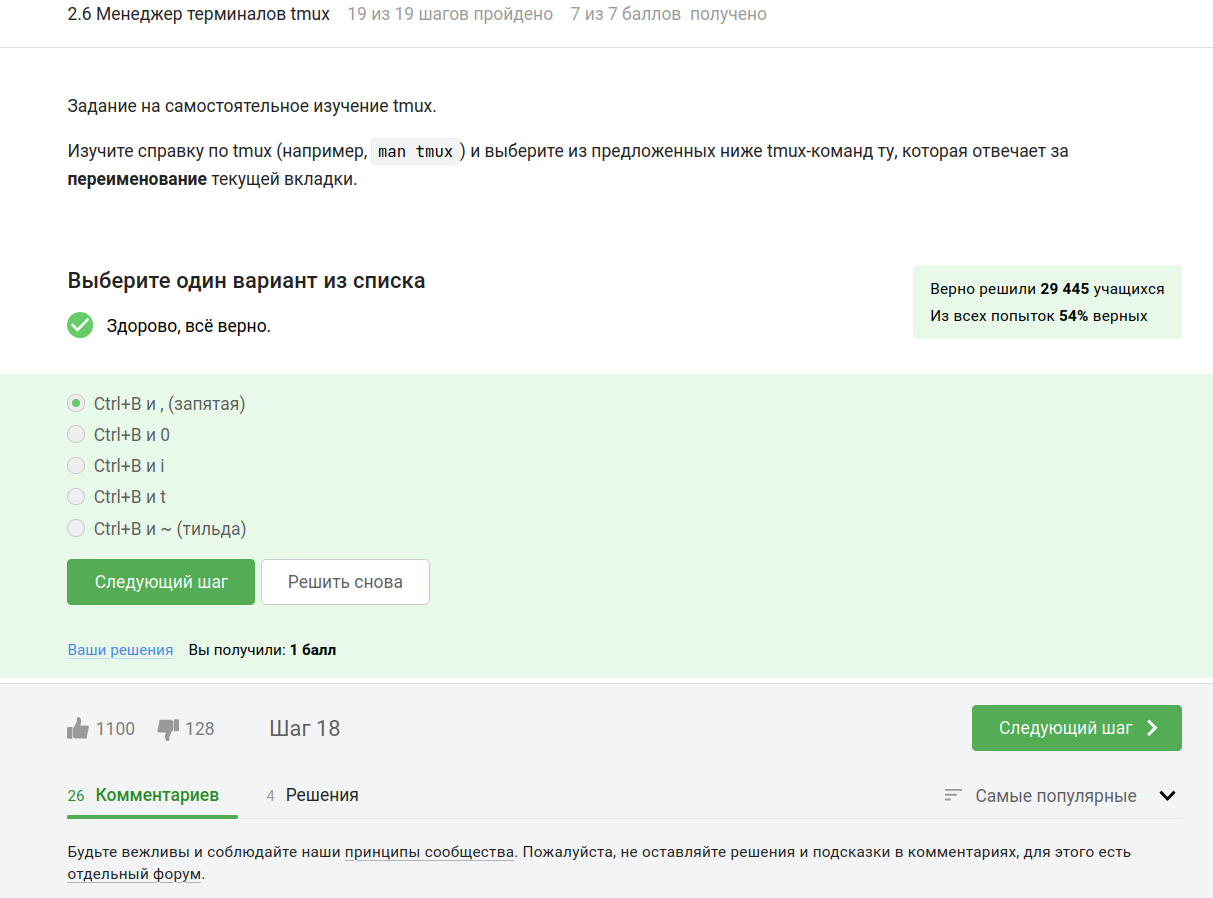 2.6 Менеджер терминалов tmux 19 из 19 шагов пройдено 7 из 7 баллов получено
Задание на самостоятельное изучение tmux.
Изучите справку по tmux (например, man tmux ) и выберите из предложенных ниже tmux-команд ту, которая отвечает за
переименование текущей вкладки.
Выберите один вариант из списка
Здорово, всё верно.
Верно решили 29 445 учащихся
Из всех попыток 54% верных
Ctrl+B и , (запятая)
Ctrl+B и 0
Ctrl+B и i
Ctrl+B и t
Ctrl+B и ~ (тильда)
Следующий шаг Решить снова
Ваши решения Вы получили: 1 балл
1100 128 Шаг 18 Следующий шаг
26 Комментариев 4 Решения Самые популярные
Будьте вежливы и соблюдайте наши принципы сообщества. Пожалуйста, не оставляйте решения и подсказки в комментариях, для этого есть
отдельный форум.